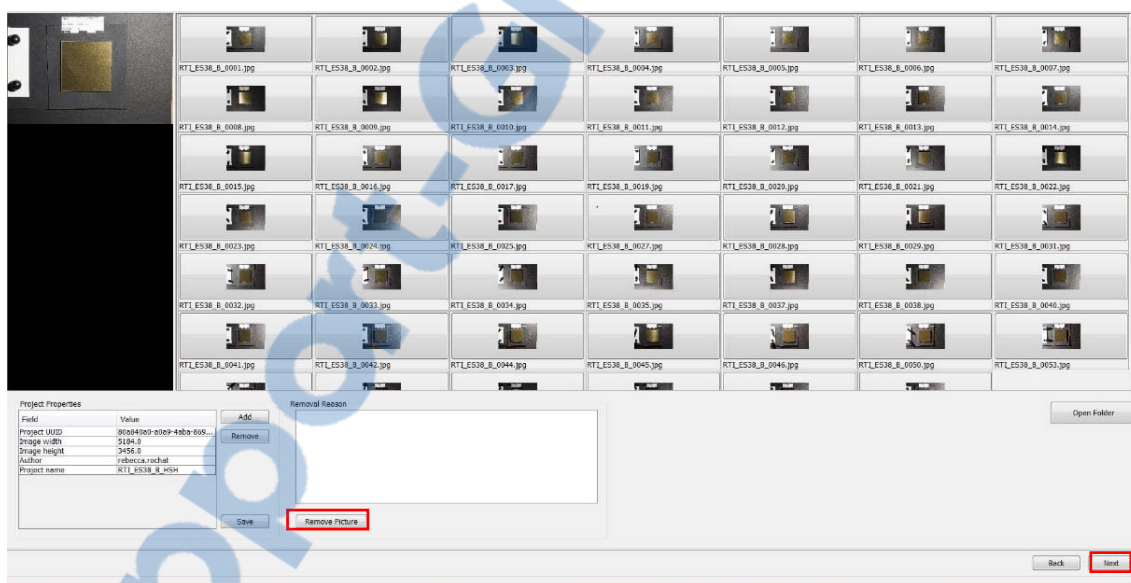 RTI_ES38_B_0001.jpg RTI_ES38_B_0002.jpg RTI_ES38_B_0003.jpg RTI_ES38_B_0004.jpg RTI_ES38_B_0005.jpg RTI_ES38_B_0006.jpg RTI_ES38_B_0007.jpg
RTI_ES38_B_0008.jpg RTI_ES38_B_0009.jpg RTI_ES38_B_0010.jpg RTI_ES38_B_0011.jpg RTI_ES38_B_0012.jpg RTI_ES38_B_0013.jpg RTI_ES38_B_0014.jpg
RTI_ES38_B_0015.jpg RTI_ES38_B_0016.jpg RTI_ES38_B_0017.jpg RTI_ES38_B_0019.jpg RTI_ES38_B_0020.jpg RTI_ES38_B_0021.jpg RTI_ES38_B_0022.jpg
RTI_ES38_B_0023.jpg RTI_ES38_B_0024.jpg RTI_ES38_B_0025.jpg RTI_ES38_B_0027.jpg RTI_ES38_B_0028.jpg RTI_ES38_B_0029.jpg RTI_ES38_B_0031.jpg
RTI_ES38_B_0032.jpg RTI_ES38_B_0033.jpg RTI_ES38_B_0034.jpg RTI_ES38_B_0035.jpg RTI_ES38_B_0037.jpg RTI_ES38_B_0038.jpg RTI_ES38_B_0040.jpg
RTI_ES38_B_0041.jpg RTI_ES38_B_0042.jpg RTI_ES38_B_0044.jpg RTI_ES38_B_0045.jpg RTI_ES38_B_0046.jpg RTI_ES38_B_0050.jpg RTI_ES38_B_0053.jpg
Project Properties
Field Value
Project UUID
Image width 5184.0
Image height 3456.0
Author rebecca.rochat
Project name RTI_ES38_B_HSH
Add
Remove
Save
Removal Reason
Remove Picture
Open Folder
Back Next